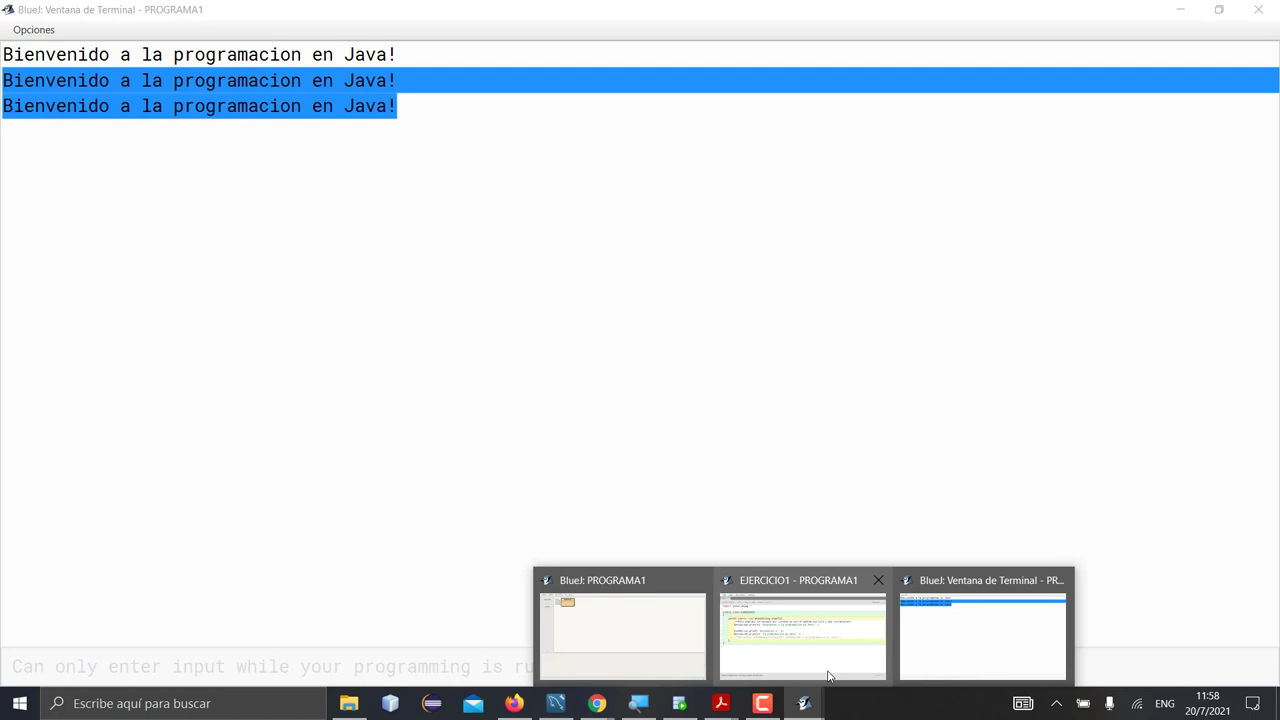 BlueJ: Ventana de Terminal - PROGRAMA1
Opciones
Bienvenido a la programacion en Java!
Bienvenido a la programacion en Java!
Bienvenido a la programacion en Java!
BlueJ: PROGRAMA1
EJERCICIO1 - PROGRAMA1
BlueJ: Ventana de Terminal - PR...
Can only enter input while your programming is ru
Escribe aquí para buscar
ENG
11:58
20/7/2021